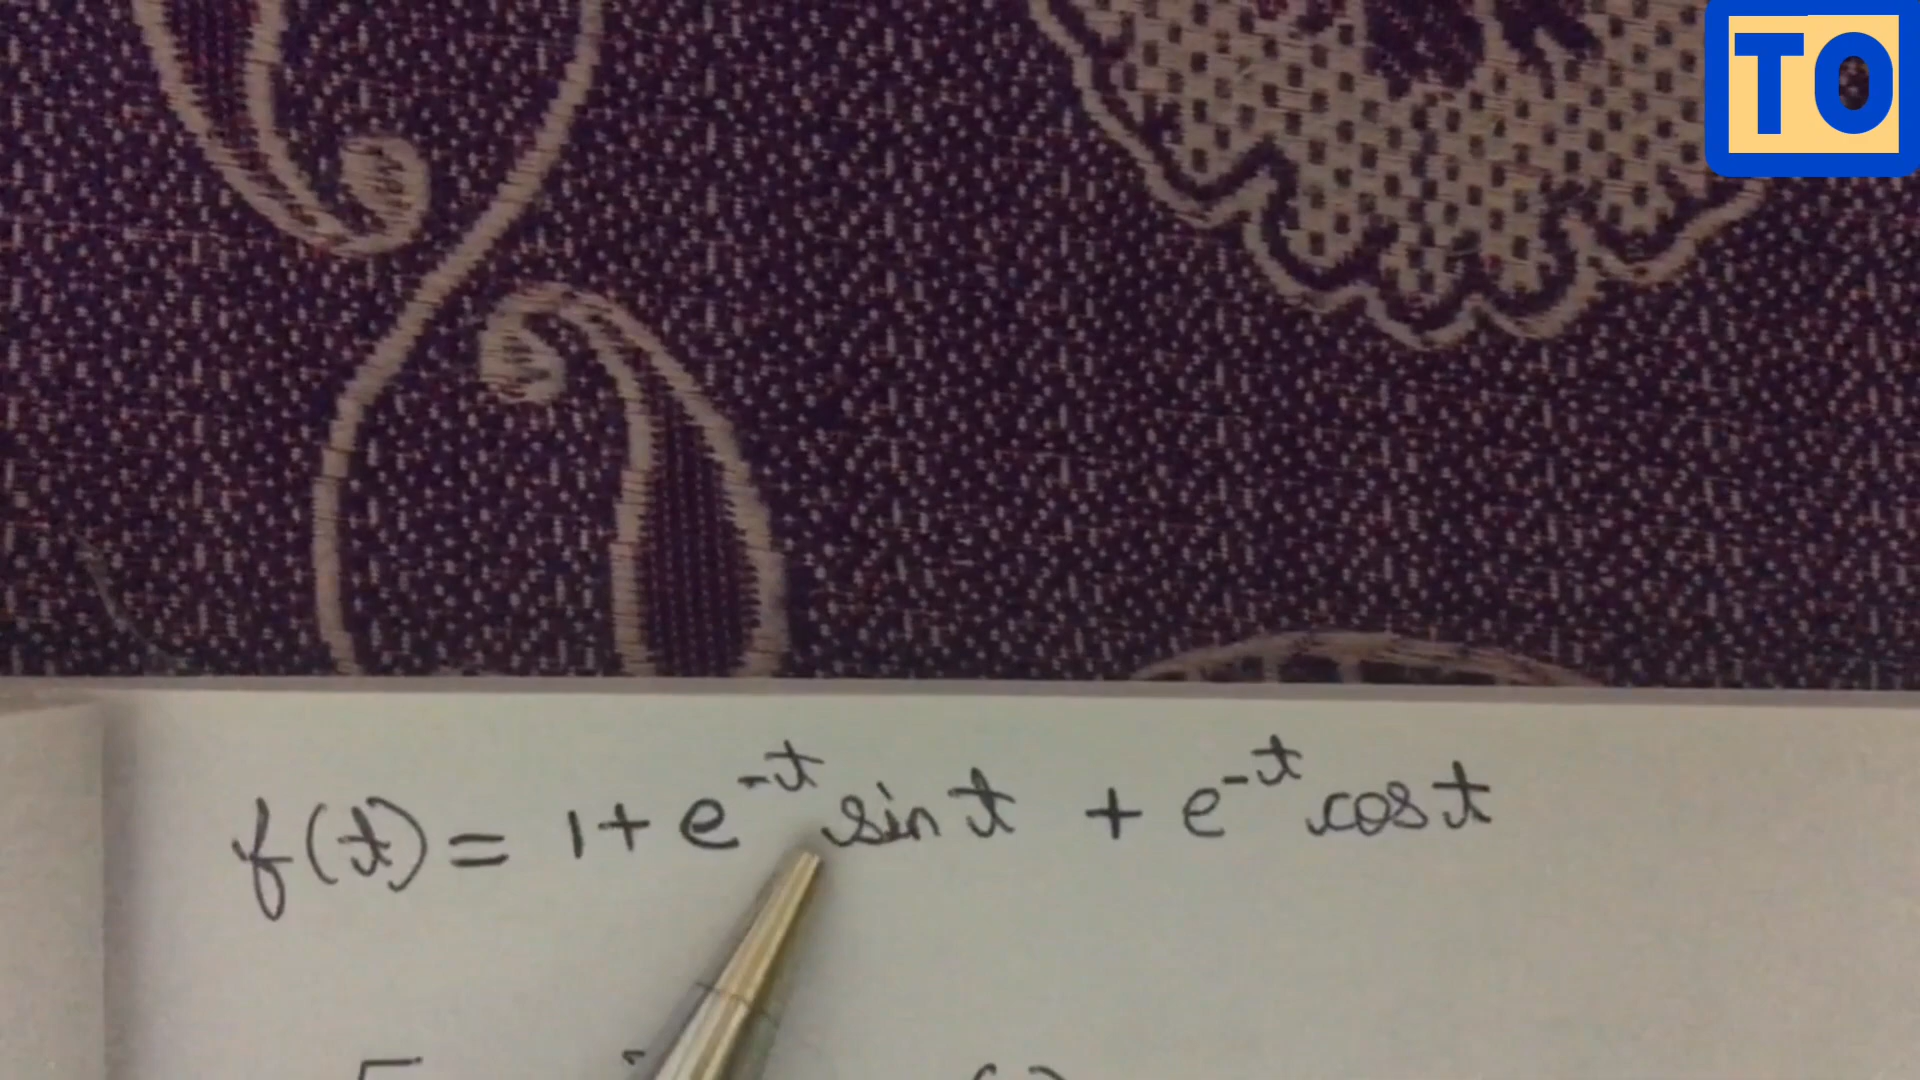 TO
f(t) = 1 + e^-t sin t + e^-t cos t